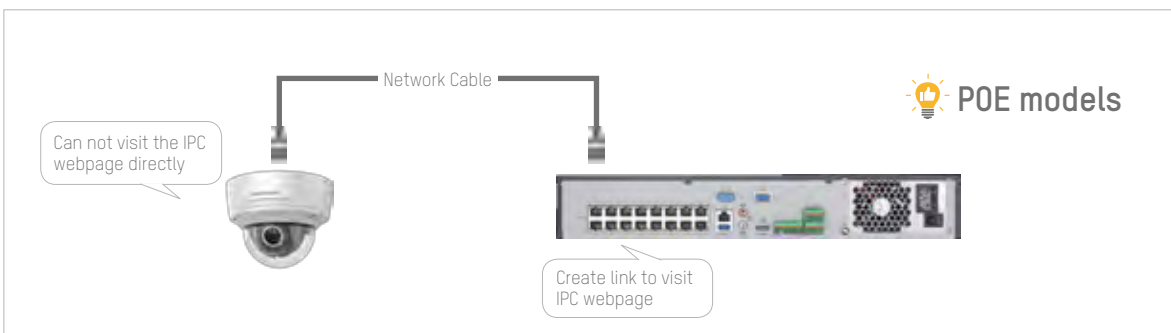 Network Cable
POE models
Can not visit the IPC
webpage directly
Create link to visit
IPC webpage